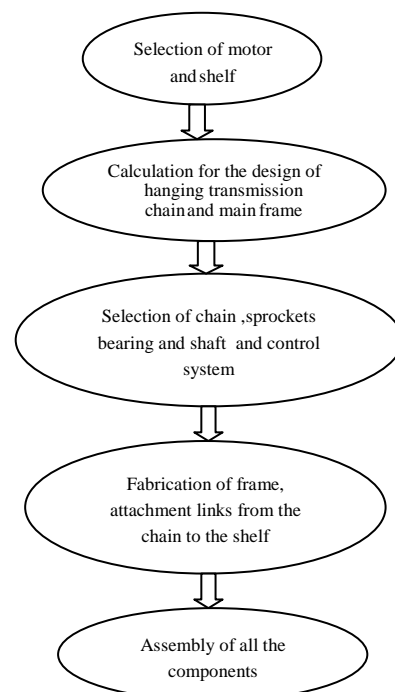 Selection of motor
and shelf
Calculation for the design of
hanging transmission
chain and main frame
Selection of chain ,sprockets
bearing and shaft and control
system
Fabrication of frame,
attachment links from the
chain to the shelf
Assembly of all the
components